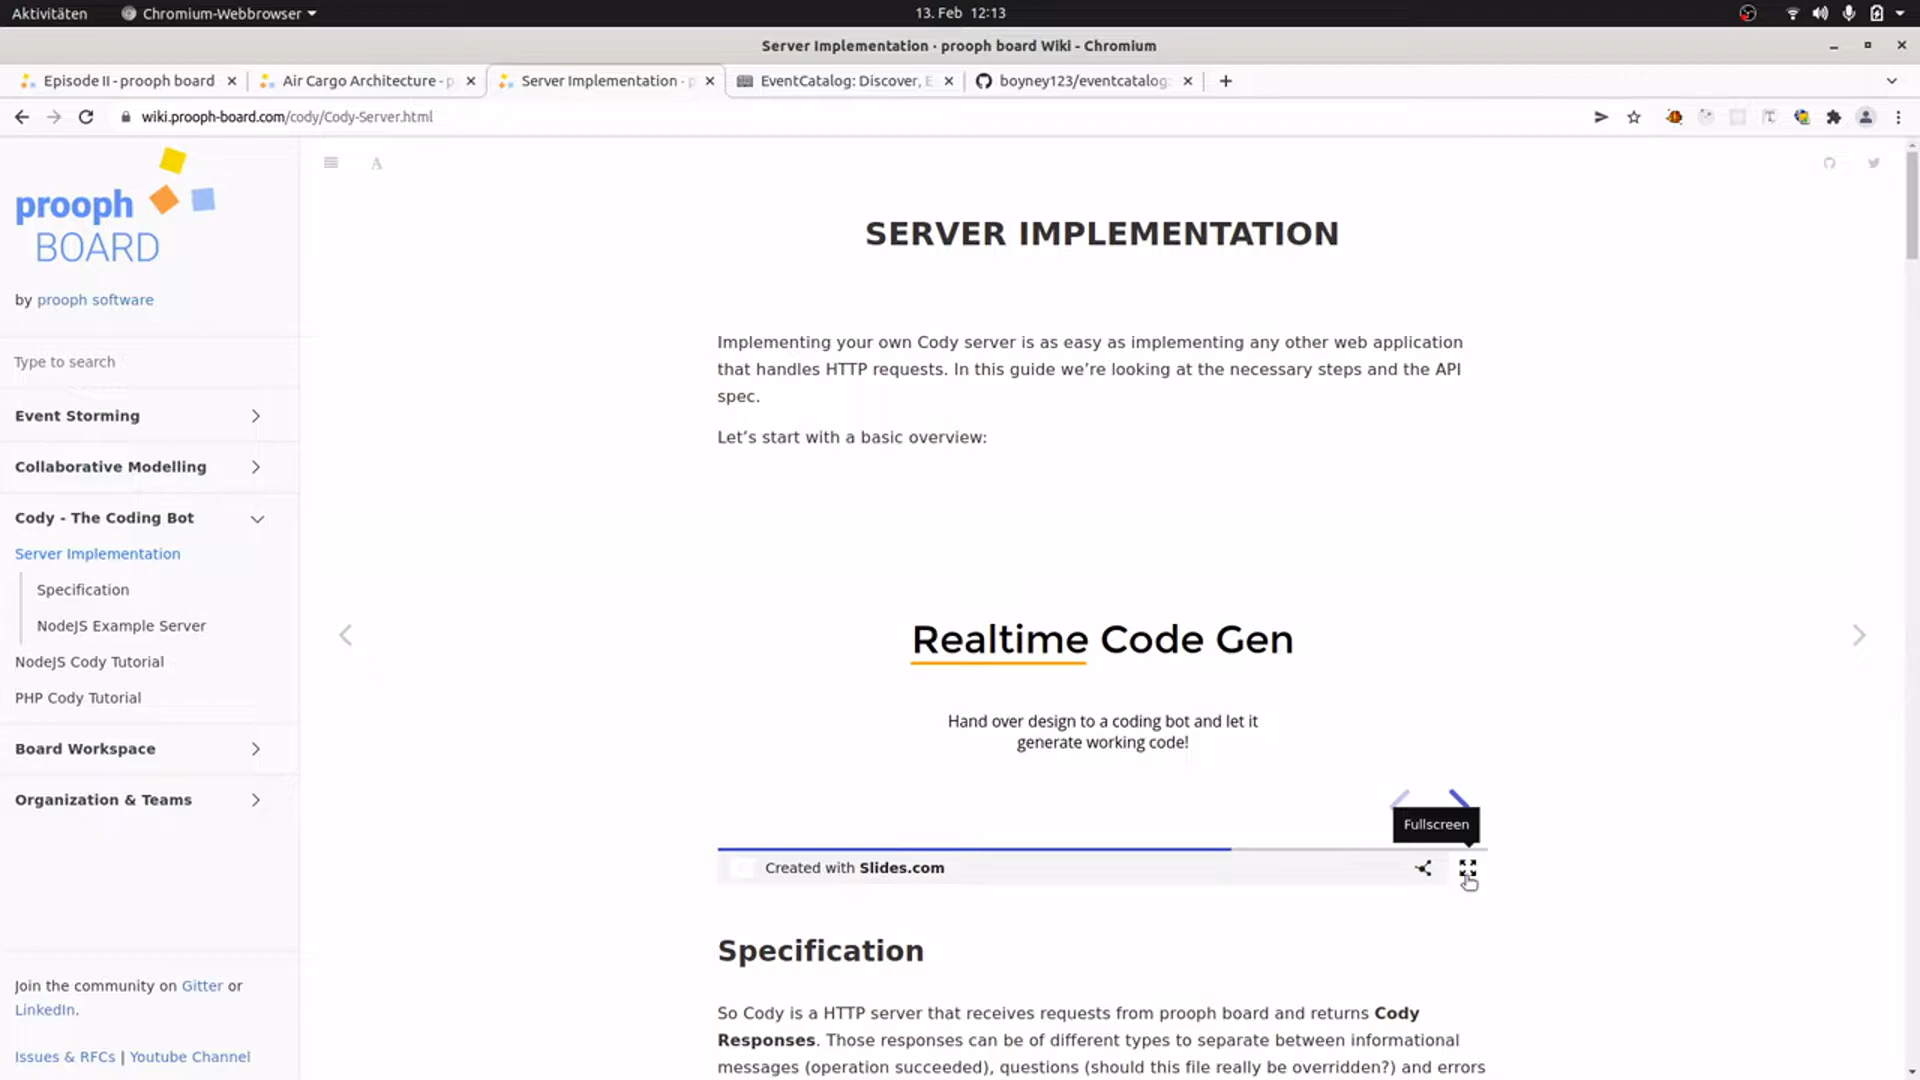 Aktivitäten
Chromium-Webbrowser
13. Feb 12:13
Server Implementation · prooph board Wiki - Chromium
Episode II - prooph board
Air Cargo Architecture - p
Server Implementation · p
EventCatalog: Discover, E
boyney123/eventcatalog:
wiki.prooph-board.com/cody/Cody-Server.html
prooph
BOARD
by prooph software
Type to search
Event Storming
Collaborative Modelling
Cody - The Coding Bot
Server Implementation
Specification
NodeJS Example Server
NodeJS Cody Tutorial
PHP Cody Tutorial
Board Workspace
Organization & Teams
Join the community on Gitter or
LinkedIn.
Issues & RFCs | Youtube Channel
A
SERVER IMPLEMENTATION
Implementing your own Cody server is as easy as implementing any other web application
that handles HTTP requests. In this guide we’re looking at the necessary steps and the API
spec.
Let’s start with a basic overview:
Realtime Code Gen
Hand over design to a coding bot and let it
generate working code!
Fullscreen
Created with Slides.com
Specification
So Cody is a HTTP server that receives requests from prooph board and returns Cody
Responses. Those responses can be of different types to separate between informational
messages (operation succeeded), questions (should this file really be overridden?) and errors